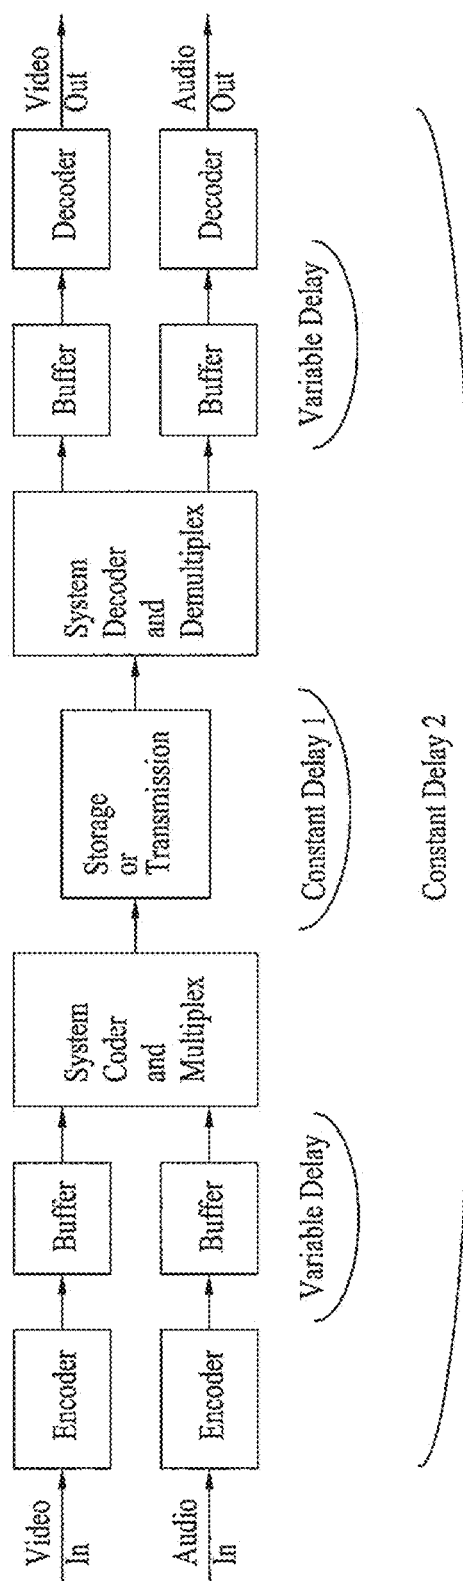 Video
In
Encoder
Buffer
Audio
In
Encoder
Buffer
System
Coder
and
Multiplex
Storage
or
Transmission
System
Decoder
and
Demultiplex
Buffer
Decoder
Video
Out
Buffer
Decoder
Audio
Out
Variable Delay
Constant Delay 1
Variable Delay
Constant Delay 2